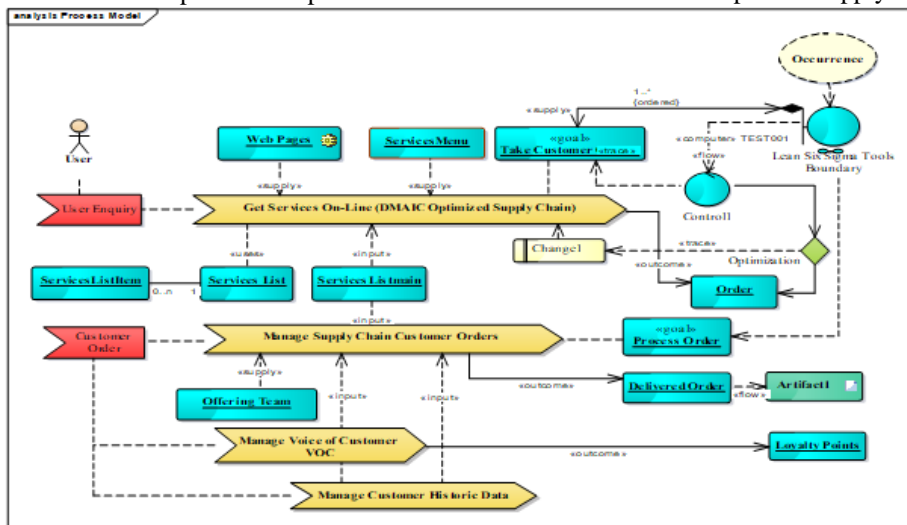 analysis Process Model
Occurrence
1..*
{ordered}
«supply»
User
Web Pages
ServicesMenu
«goal»
Take Customer
«trace»
«computer» TEST001
«flow»
Lean Six Sigma Tools
Boundary
«supply»
«supply»
User Enquiry
Get Services On-Line (DMAIC Optimized Supply Chain)
Controll
«uses»
«input»
Change1
«trace»
«outcome»
Optimization
ServicesListItem
0..n
1
Services List
Services Listmain
Order
«input»
Customer
Order
Manage Supply Chain Customer Orders
«goal»
Process Order
«supply»
Offering Team
«input»
«input»
«outcome»
Delivered Order
«flow»
Artifact1
Manage Voice of Customer
VOC
«outcome»
Loyalty Points
Manage Customer Historic Data